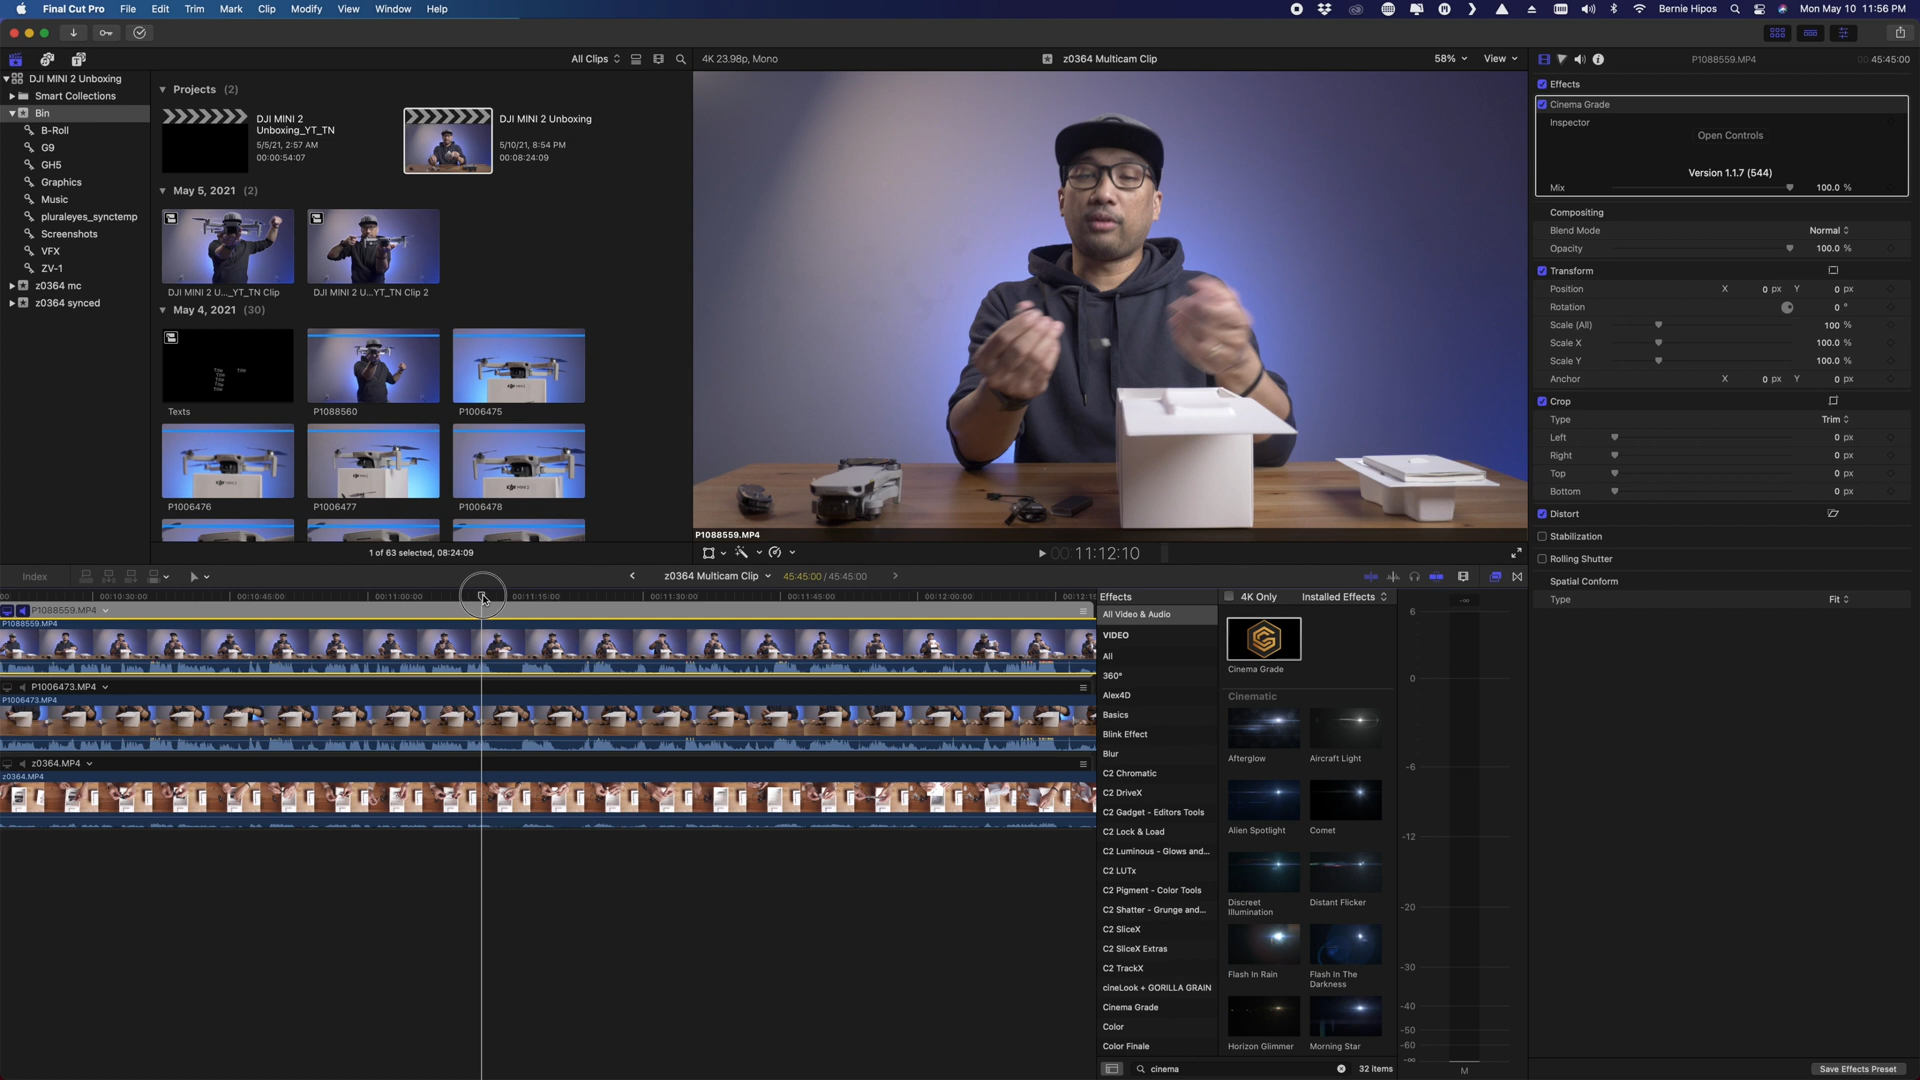 Final Cut Pro File Edit Trim Mark Clip Modify View Window Help
Bernie Hipos Mon May 10 11:56 PM
All Clips
4K 23.98p, Mono
z0364 Multicam Clip
58% View
P1088559.MP4
00 45:45:00
DJI MINI 2 Unboxing
Smart Collections
Bin
B-Roll
G9
GH5
Graphics
Music
pluraleyes_synctemp
Screenshots
VFX
ZV-1
z0364 mc
z0364 synced
Projects (2)
DJI MINI 2
Unboxing_YT_TN
5/5/21, 2:57 AM
00:00:54:07
DJI MINI 2 Unboxing
5/10/21, 8:54 PM
00:08:24:09
May 5, 2021 (2)
DJI MINI 2 U..._YT_TN Clip
DJI MINI 2 U...YT_TN Clip 2
May 4, 2021 (30)
Texts
P1088560
P1006475
P1006476
P1006477
P1006478
1 of 63 selected, 08:24:09
P1088559.MP4
00:11:12:10
Effects
Cinema Grade
Inspector
Open Controls
Version 1.1.7 (544)
Mix 100.0 %
Compositing
Blend Mode Normal
Opacity 100.0 %
Transform
Position X 0 px Y 0 px
Rotation 0 °
Scale (All) 100 %
Scale X 100.0 %
Scale Y 100.0 %
Anchor X 0 px Y 0 px
Crop
Type Trim
Left 0 px
Right 0 px
Top 0 px
Bottom 0 px
Distort
Stabilization
Rolling Shutter
Spatial Conform
Type Fit
Save Effects Preset
Index
z0364 Multicam Clip 45:45:00 / 45:45:00
00:10:30:00 00:10:45:00 00:11:00:00 00:11:15:00 00:11:30:00 00:11:45:00 00:12:00:00
P1088559.MP4
P1088559.MP4
P1006473.MP4
P1006473.MP4
z0364.MP4
z0364.MP4
Effects
4K Only Installed Effects
All Video & Audio
VIDEO
All
360°
Alex4D
Basics
Blink Effect
Blur
C2 Chromatic
C2 DriveX
C2 Gadget - Editors Tools
C2 Lock & Load
C2 Luminous - Glows and...
C2 LUTx
C2 Pigment - Color Tools
C2 Shatter - Grunge and...
C2 SliceX
C2 SliceX Extras
C2 TrackX
cineLook + GORILLA GRAIN
Cinema Grade
Color
Color Finale
Cinema Grade
Cinematic
Afterglow
Aircraft Light
Alien Spotlight
Comet
Discreet
Illumination
Distant Flicker
Flash In Rain
Flash In The
Darkness
Horizon Glimmer
Morning Star
cinema
32 items
-∞
6
0
-6
-12
-20
-30
-40
-50
-60
-∞
M